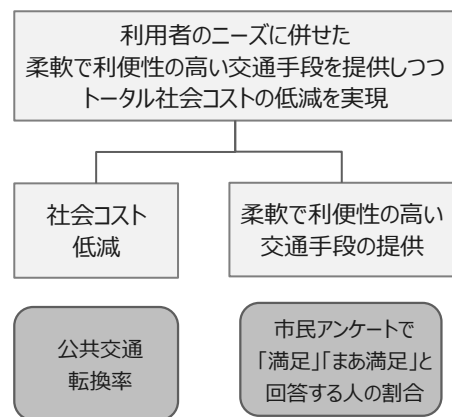 利用者のニーズに併せた
柔軟で利便性の高い交通手段を提供しつつ
トータル社会コストの低減を実現
社会コスト
低減
柔軟で利便性の高い
交通手段の提供
公共交通
転換率
市民アンケートで
「満足」「まあ満足」と
回答する人の割合